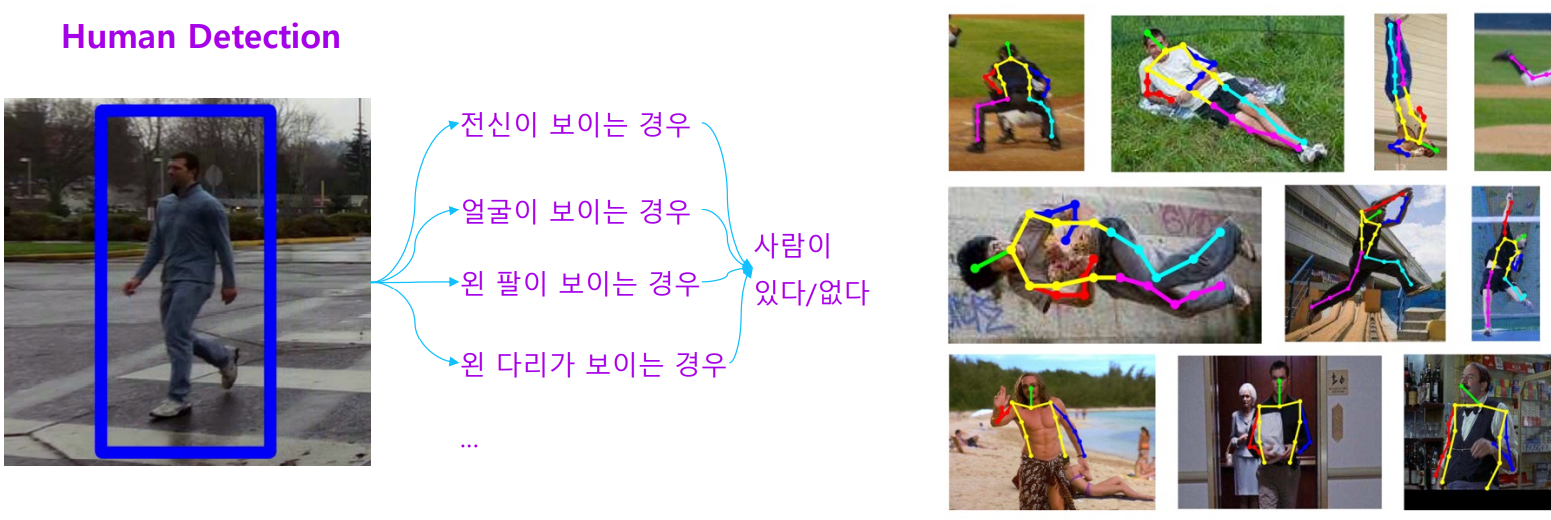 Human Detection
전신이 보이는 경우
얼굴이 보이는 경우
왼 팔이 보이는 경우
왼 다리가 보이는 경우
...
사람이
있다/없다